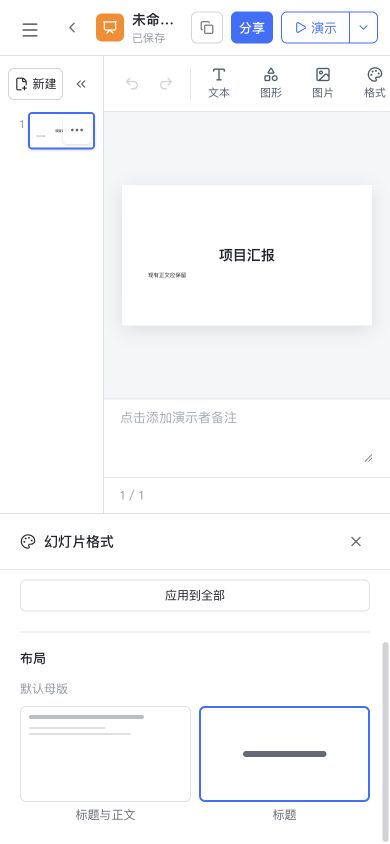 未命...
已保存
分享
演示
新建
文本
图形
图片
格式
1
项目汇报
现有正文应保留
点击添加演示者备注
1 / 1
幻灯片格式
应用到全部
布局
默认母版
标题与正文
标题